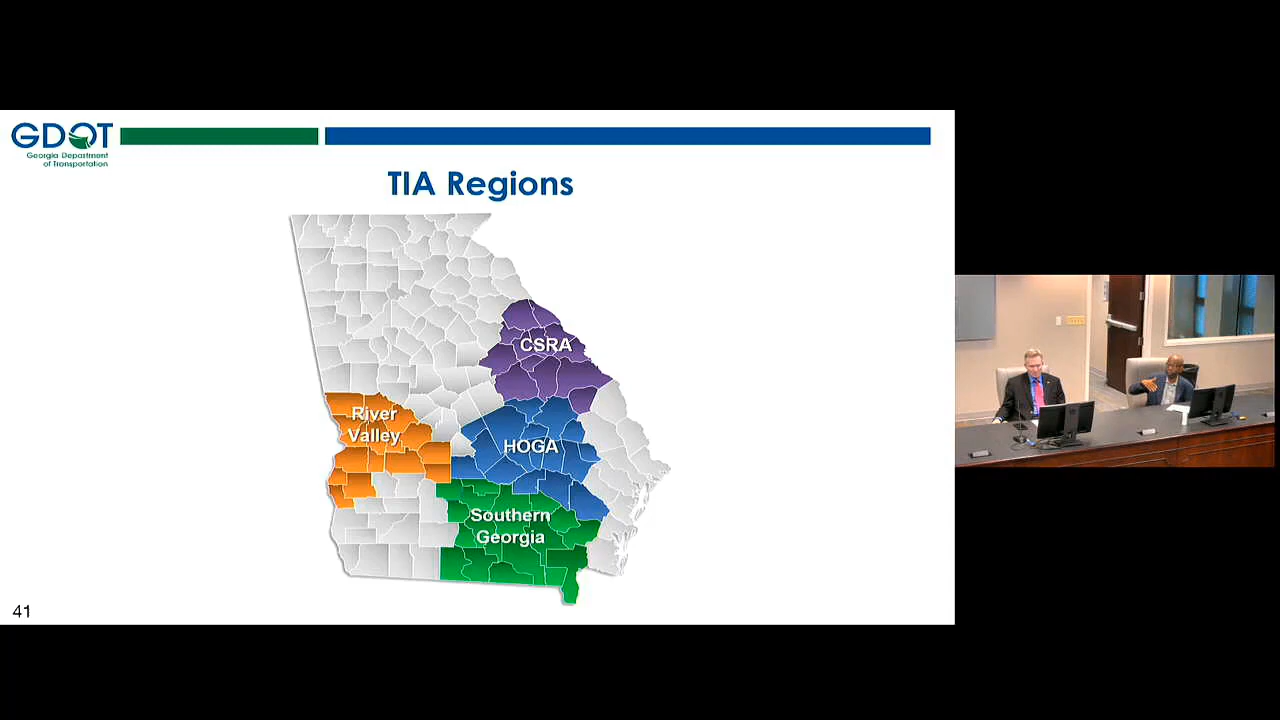 GDOT
Georgia Department
of Transportation
TIA Regions
CSRA
River
Valley
HOGA
Southern
Georgia
41